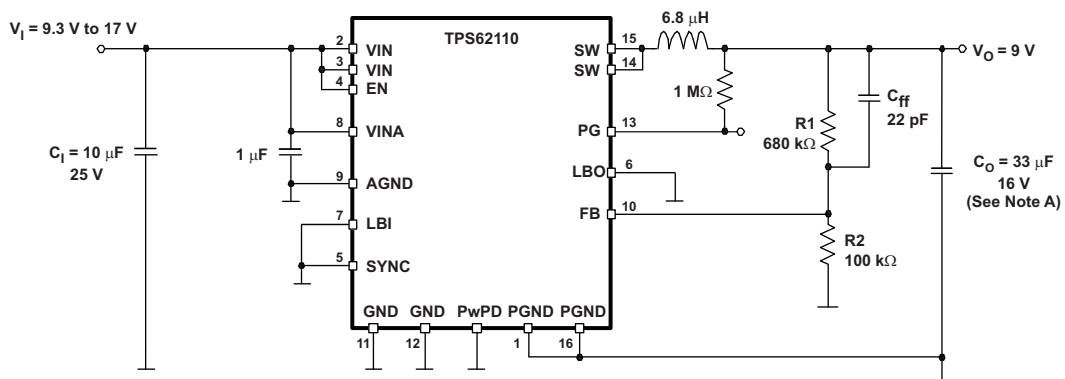 V_I = 9.3 V to 17 V
TPS62110
6.8 μH
V_O = 9 V
2 VIN
3 VIN
4 EN
8 VINA
9 AGND
7 LBI
5 SYNC
SW 15
SW 14
PG 13
LBO 6
FB 10
1 MΩ
C_ff
22 pF
R1
680 kΩ
R2
100 kΩ
C_I = 10 μF
25 V
1 μF
C_O = 33 μF
16 V
(See Note A)
GND GND PwPD PGND PGND
11 12 1 16